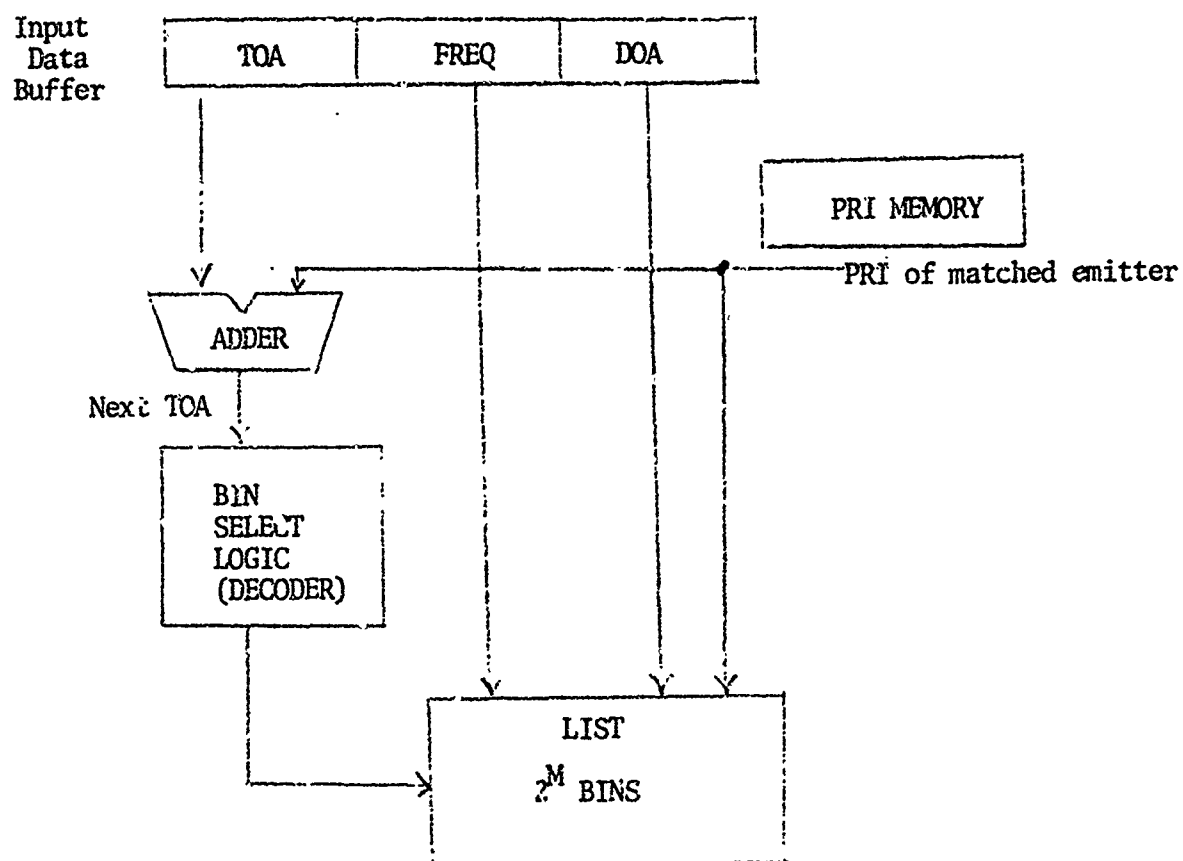 Input
Data
Buffer
TOA FREQ DOA
PRI MEMORY
PRI of matched emitter
ADDER
Next TOA
BIN
SELECT
LOGIC
(DECODER)
LIST
2^M BINS